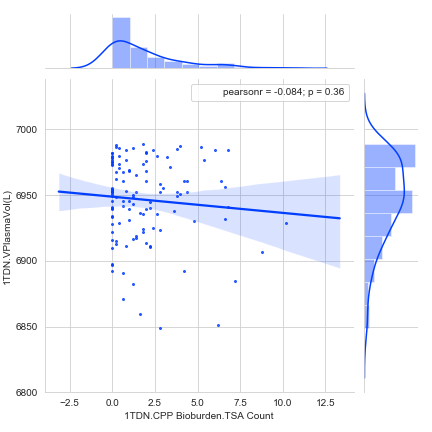 pearsonr = -0.084; p = 0.36
7000
6950
6900
6850
6800
1TDN.VPlasmaVol(L)
−2.5 0.0 2.5 5.0 7.5 10.0 12.5
1TDN.CPP Bioburden.TSA Count